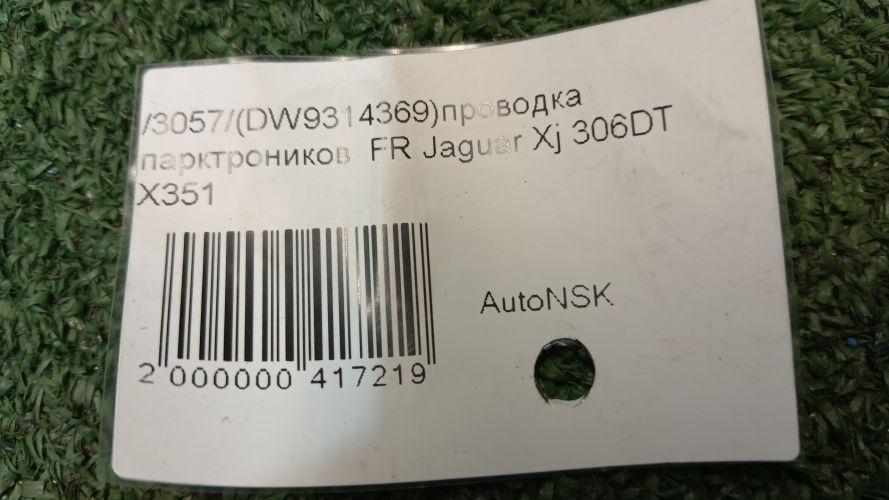 /3057/(DW9314369)проводка
парктроников FR Jaguar Xj 306DT
X351
AutoNSK
2 000000 417219